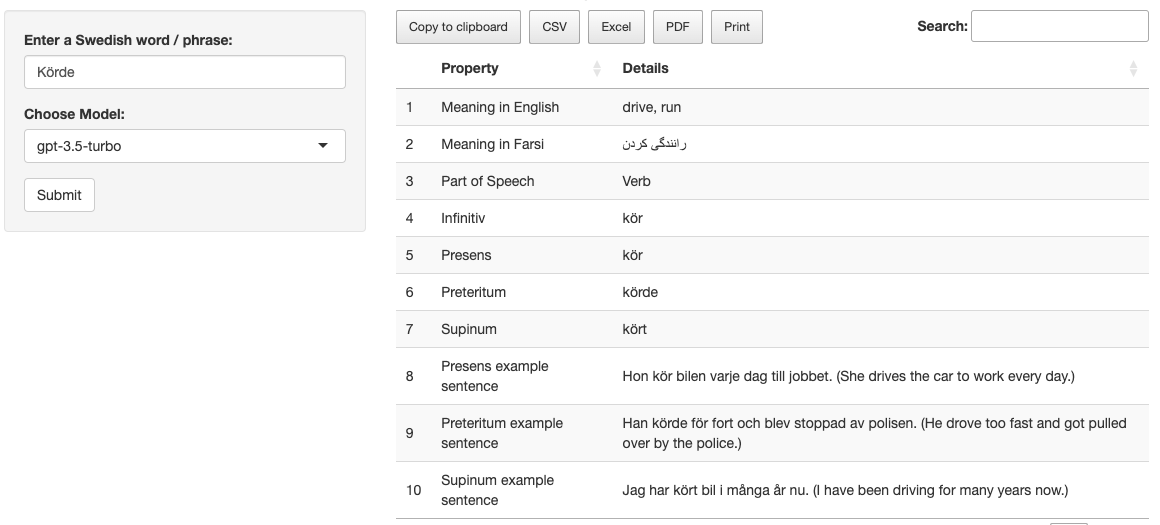 Enter a Swedish word / phrase:
Körde
Choose Model:
gpt-3.5-turbo
Submit
Copy to clipboard CSV Excel PDF Print Search:
Property Details
1 Meaning in English drive, run
2 Meaning in Farsi رانندگی کردن
3 Part of Speech Verb
4 Infinitiv kör
5 Presens kör
6 Preteritum körde
7 Supinum kört
8 Presens example
sentence Hon kör bilen varje dag till jobbet. (She drives the car to work every day.)
9 Preteritum example
sentence Han körde för fort och blev stoppad av polisen. (He drove too fast and got pulled
over by the police.)
10 Supinum example
sentence Jag har kört bil i många år nu. (I have been driving for many years now.)